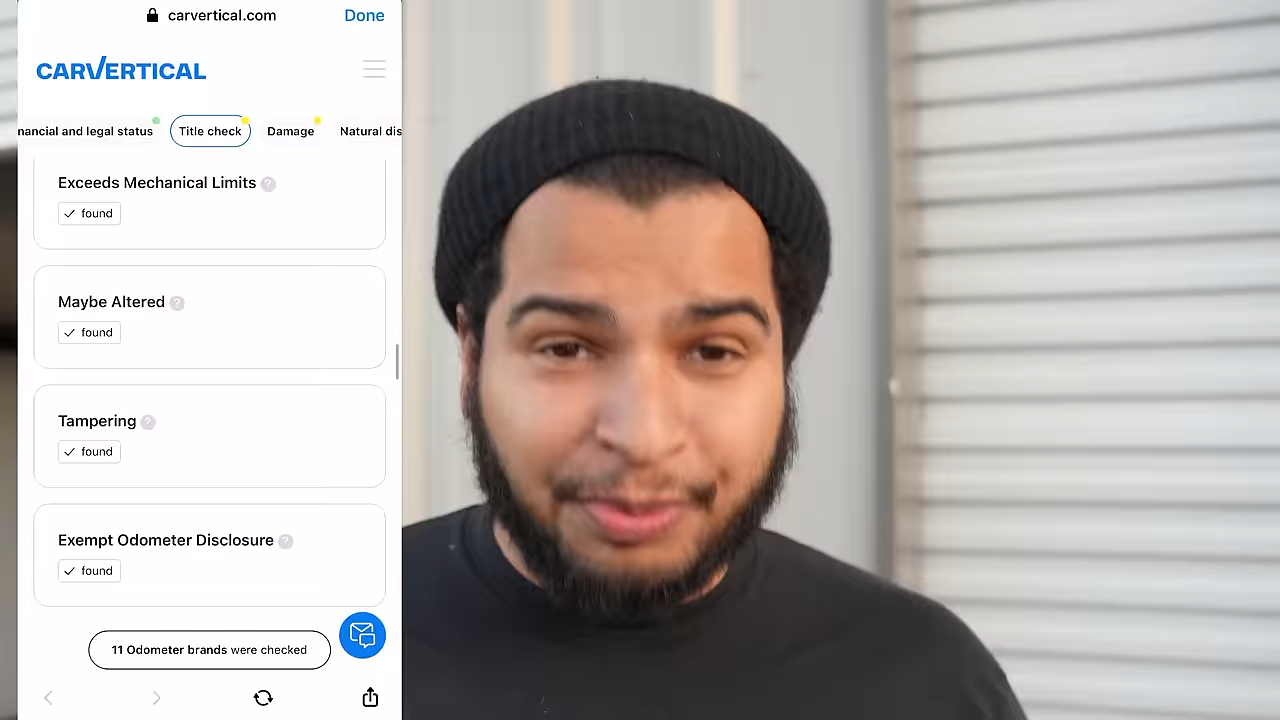 carvertical.com
Done
CARVERTICAL
nancial and legal status
Title check
Damage
Natural dis
Exceeds Mechanical Limits ?
✓ found
Maybe Altered ?
✓ found
Tampering ?
✓ found
Exempt Odometer Disclosure ?
✓ found
11 Odometer brands were checked